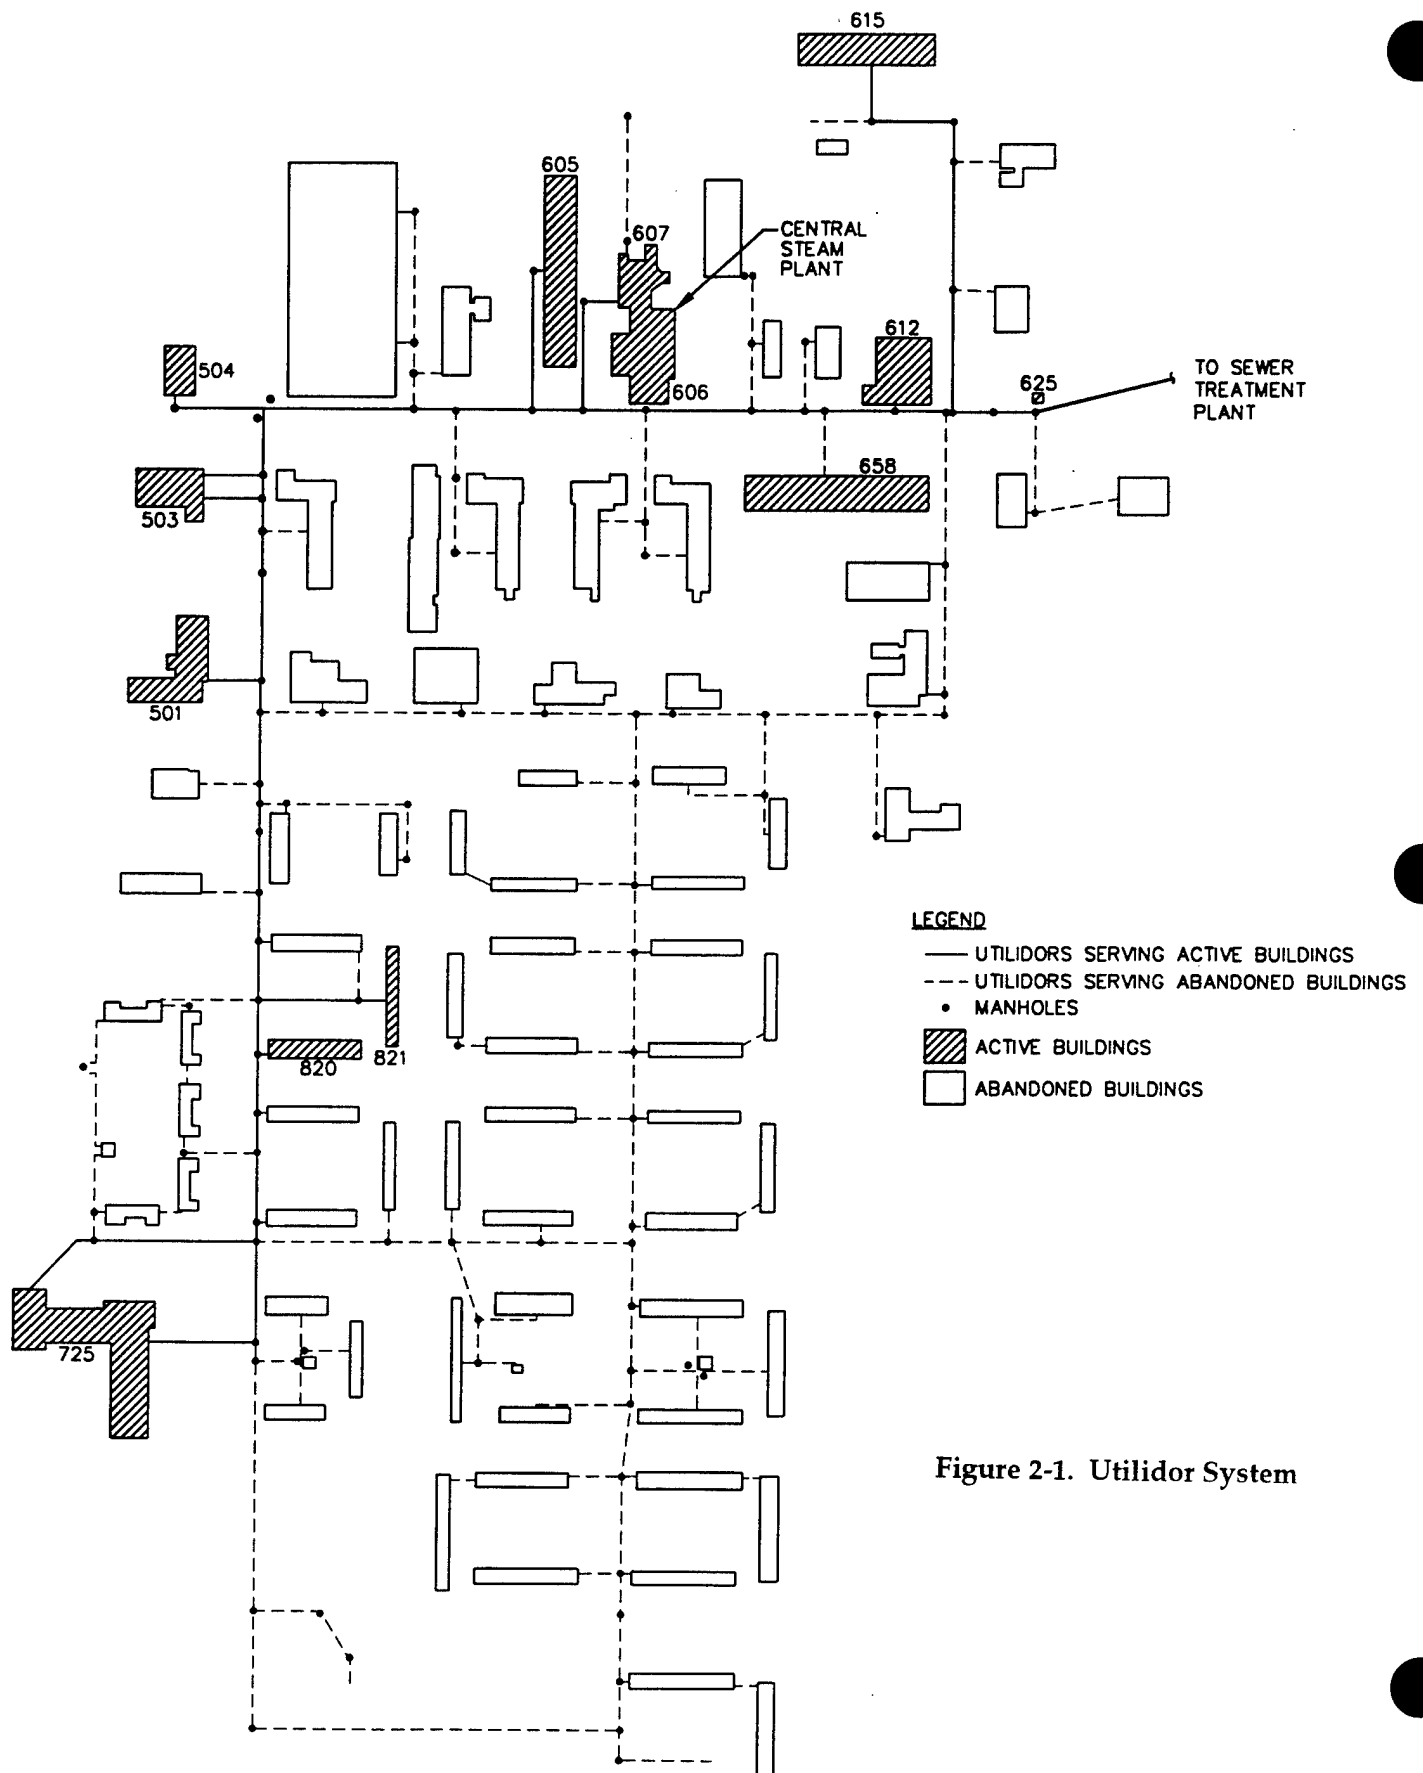 615
605
607
CENTRAL
STEAM
PLANT
612
504
606
625
TO SEWER
TREATMENT
PLANT
658
503
501
LEGEND
UTILIDORS SERVING ACTIVE BUILDINGS
UTILIDORS SERVING ABANDONED BUILDINGS
MANHOLES
ACTIVE BUILDINGS
ABANDONED BUILDINGS
820
821
725
Figure 2-1. Utilidor System